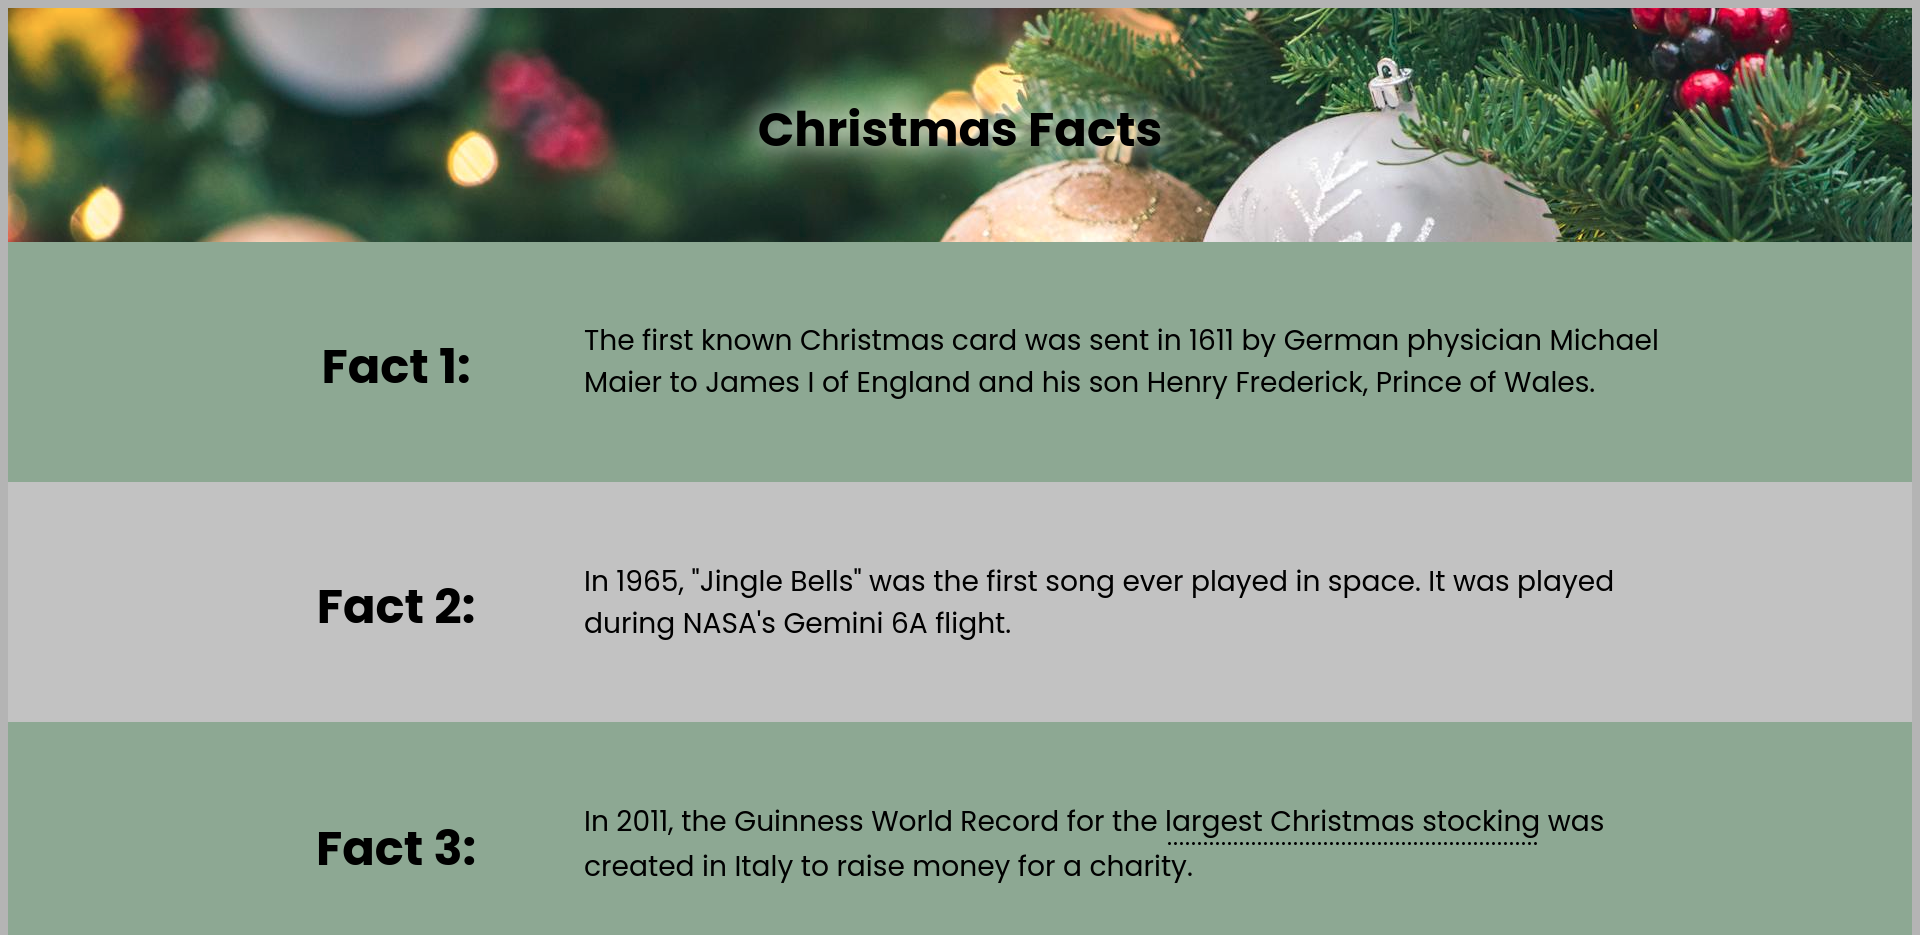 Christmas Facts
Fact 1:
The first known Christmas card was sent in 1611 by German physician Michael
Maier to James I of England and his son Henry Frederick, Prince of Wales.
Fact 2:
In 1965, "Jingle Bells" was the first song ever played in space. It was played
during NASA's Gemini 6A flight.
Fact 3:
In 2011, the Guinness World Record for the largest Christmas stocking was
created in Italy to raise money for a charity.